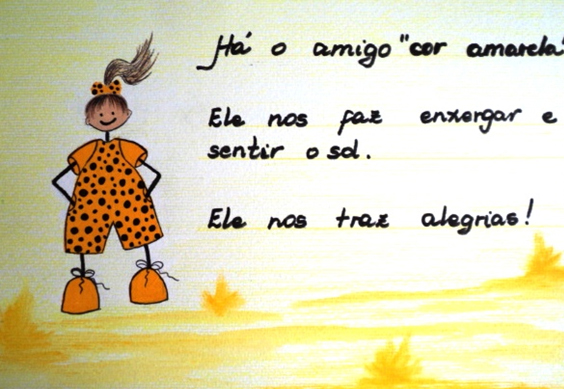 Há o amigo "cor amarela"
Ele nos faz enxergar e
sentir o sol.
Ele nos traz alegrias!